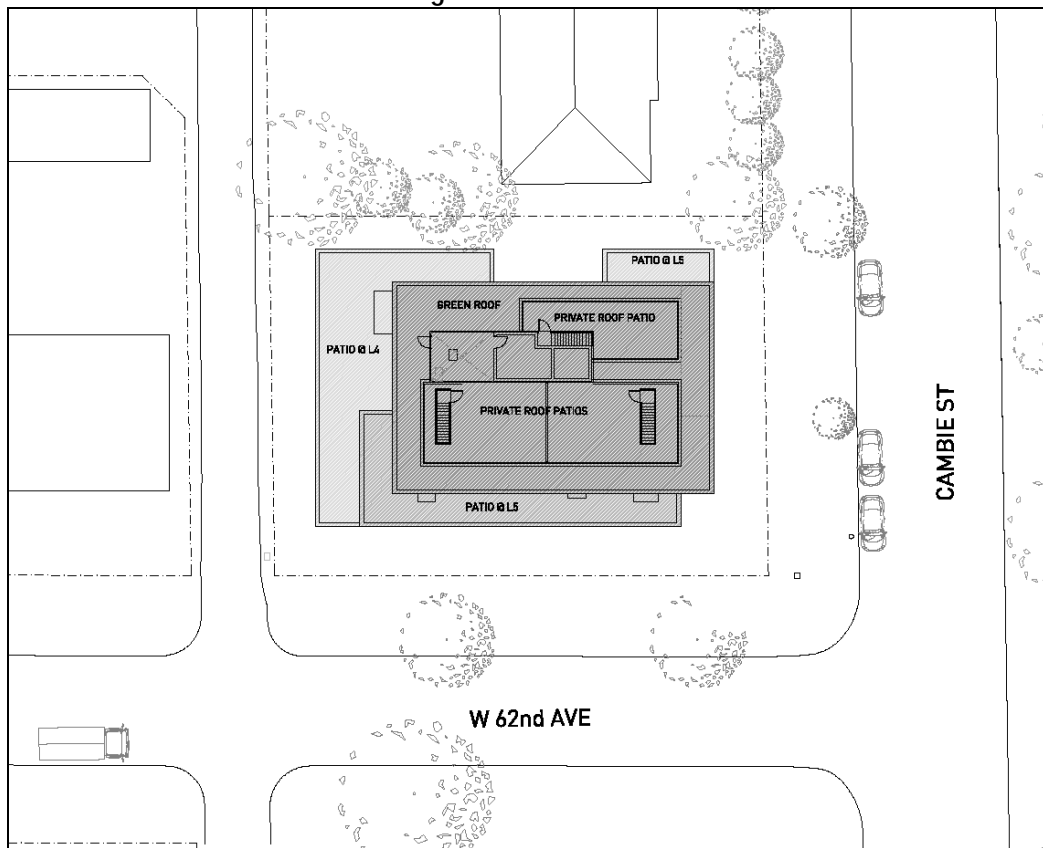 PATIO @ L5
GREEN ROOF
PRIVATE ROOF PATIO
PATIO @ L4
PRIVATE ROOF PATIOS
PATIO @ L5
CAMBIE ST
W 62nd AVE